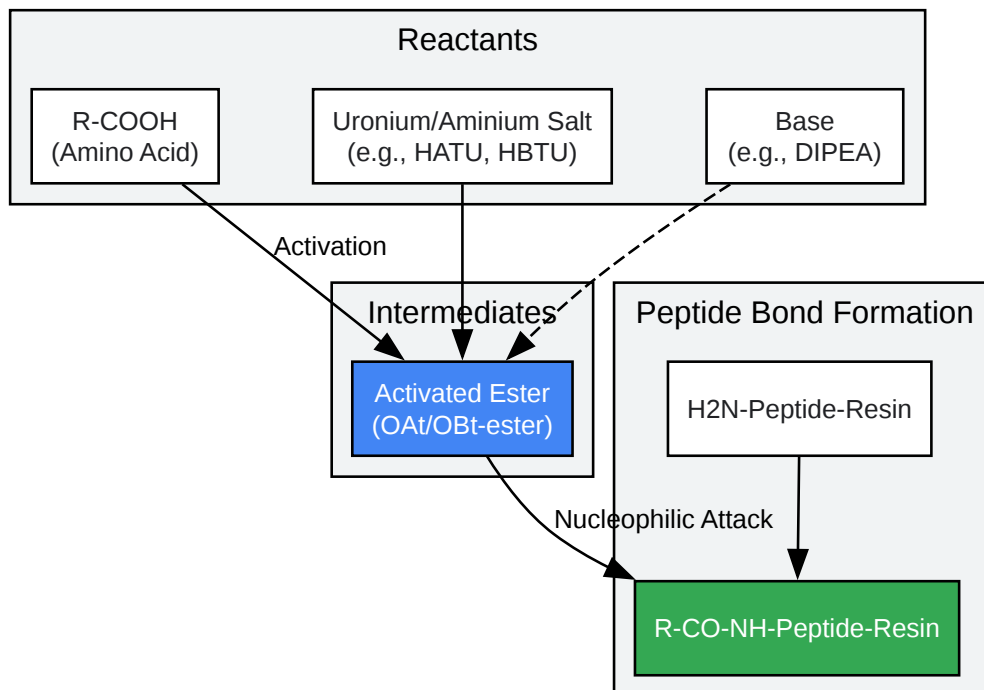 Reactants
R-COOH
(Amino Acid)
Uronium/Aminium Salt
(e.g., HATU, HBTU)
Base
(e.g., DIPEA)
Activation
Intermediates
Peptide Bond Formation
Activated Ester
(OAt/OBt-ester)
H2N-Peptide-Resin
Nucleophilic Attack
R-CO-NH-Peptide-Resin